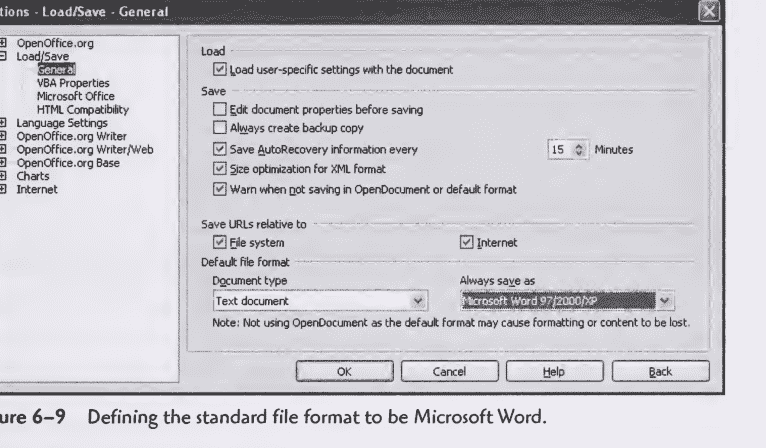 tions - Load/Save - General
OpenOffice.org
Load/Save
General
VBA Properties
Microsoft Office
HTML Compatibility
Language Settings
OpenOffice.org Writer
OpenOffice.org Writer/Web
OpenOffice.org Base
Charts
Internet
Load
Load user-specific settings with the document
Save
Edit document properties before saving
Always create backup copy
Save AutoRecovery information every 15 Minutes
Size optimization for XML format
Warn when not saving in OpenDocument or default format
Save URLs relative to
File system Internet
Default file format
Document type Always save as
Text document Microsoft Word 97/2000/XP
Note: Not using OpenDocument as the default format may cause formatting or content to be lost.
OK Cancel Help Back
ure 6–9 Defining the standard file format to be Microsoft Word.